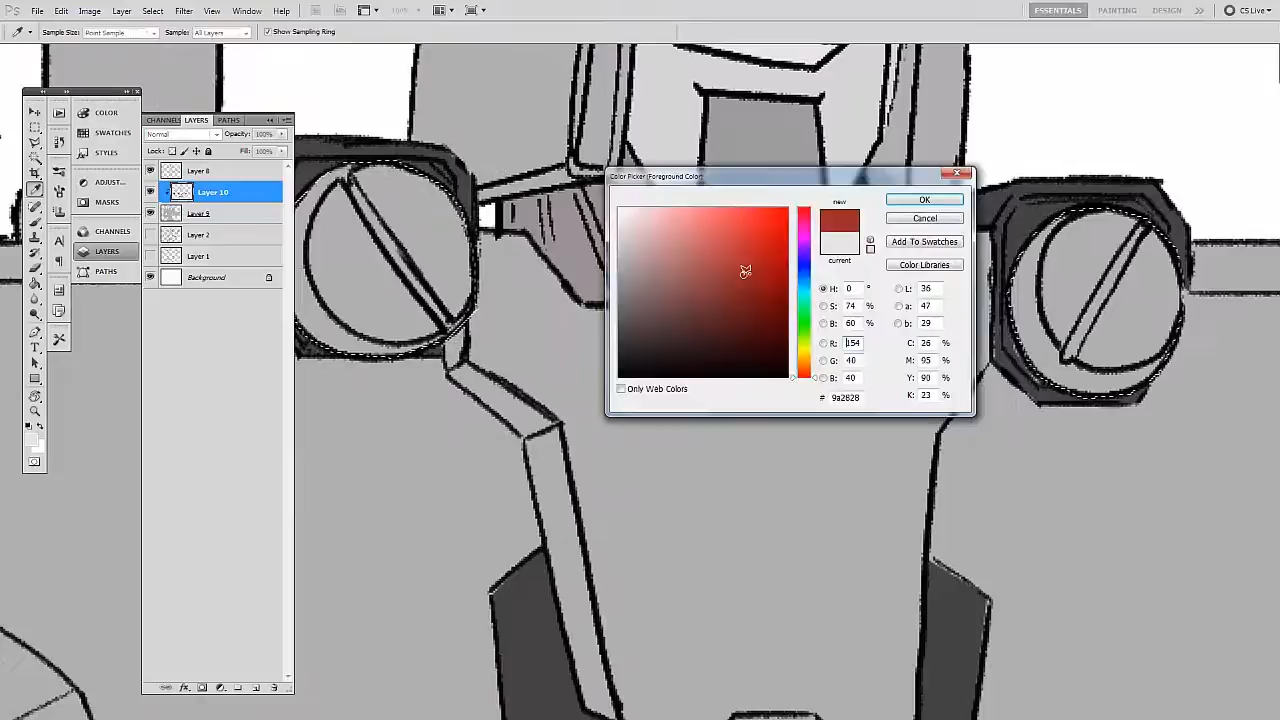 Ps File Edit Image Layer Select Filter View Window Help 100% ESSENTIALS PAINTING DESIGN >> CS Live
Sample Size: Point Sample Sample: All Layers Show Sampling Ring
COLOR
SWATCHES
STYLES
ADJUST...
MASKS
CHANNELS
LAYERS
PATHS
CHANNELS LAYERS PATHS
Normal Opacity: 100%
Lock: Fill: 100%
Layer 8
Layer 10
Layer 9
Layer 2
Layer 1
Background
Color Picker (Foreground Color)
new
current
OK
Cancel
Add To Swatches
Color Libraries
H: 0 ° L: 36
S: 74 % a: 47
B: 60 % b: 29
R: 154 C: 26 %
G: 40 M: 95 %
B: 40 Y: 90 %
# 9a2828 K: 23 %
Only Web Colors